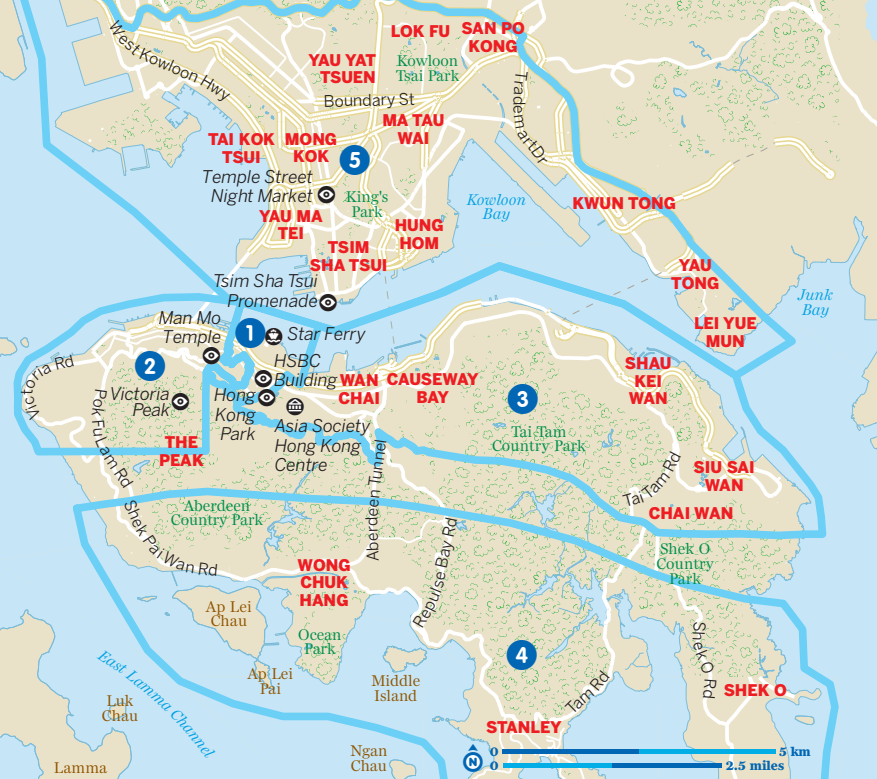 LOK FU
SAN PO
KONG
West Kowloon Hwy
YAU YAT
TSUEN
Kowloon
Tsai Park
Boundary St
TrademartDr
MA TAU
WAI
TAI KOK
TSUI
MONG
KOK
5
Temple Street
Night Market
King's
Park
Kowloon
Bay
KWUN TONG
YAU MA
TEI
HUNG
HOM
TSIM
SHA TSUI
YAU
TONG
Tsim Sha Tsui
Promenade
Junk
Bay
Man Mo
Temple
1
Star Ferry
LEI YUE
MUN
2
HSBC
Building
Victoria Rd
WAN
CHAI
CAUSEWAY
BAY
SHAU
KEI
WAN
3
Pok Fu Lam Rd
Victoria
Peak
Hong
Kong
Park
Asia Society
Hong Kong
Centre
THE
PEAK
Tai Tam
Country Park
SIU SAI
WAN
Tai Tam Rd
CHAI WAN
Aberdeen
Country Park
Aberdeen Tunnel
Shek Pai Wan Rd
Repulse Bay Rd
Shek O
Country
Park
WONG
CHUK
HANG
Ap Lei
Chau
Ocean
Park
4
Shek O Rd
East Lamma Channel
Ap Lei
Pai
Middle
Island
Tam Rd
SHEK O
Luk
Chau
STANLEY
Ngan
Chau
Lamma
N
0
5 km
0
2.5 miles